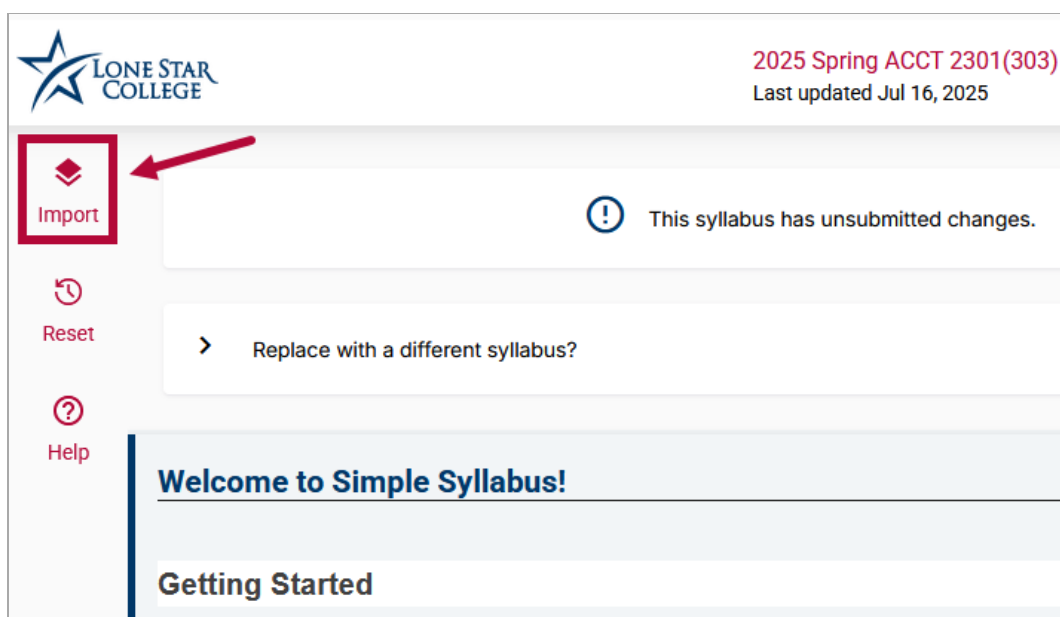 LONE STAR
COLLEGE
2025 Spring ACCT 2301(303)
Last updated Jul 16, 2025
Import
This syllabus has unsubmitted changes.
Reset
Replace with a different syllabus?
Help
Welcome to Simple Syllabus!
Getting Started